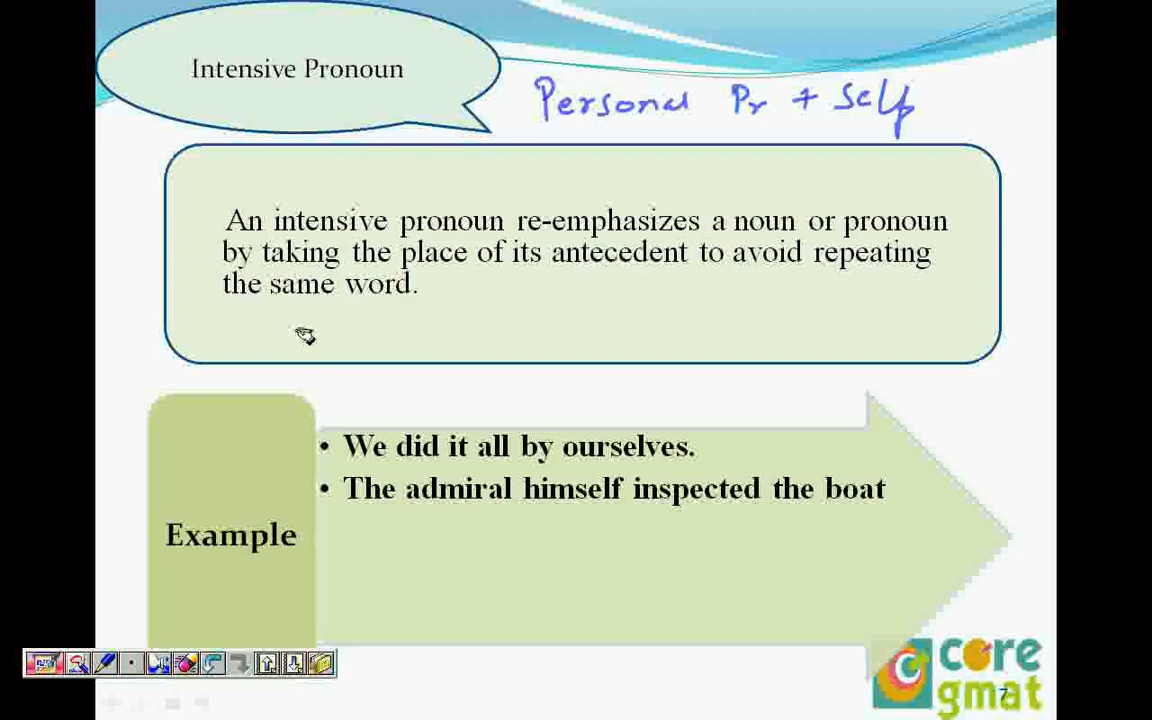 Intensive Pronoun
Personal Pr + Self
An intensive pronoun re-emphasizes a noun or pronoun
by taking the place of its antecedent to avoid repeating
the same word.
• We did it all by ourselves.
• The admiral himself inspected the boat
Example
core
gmat
7